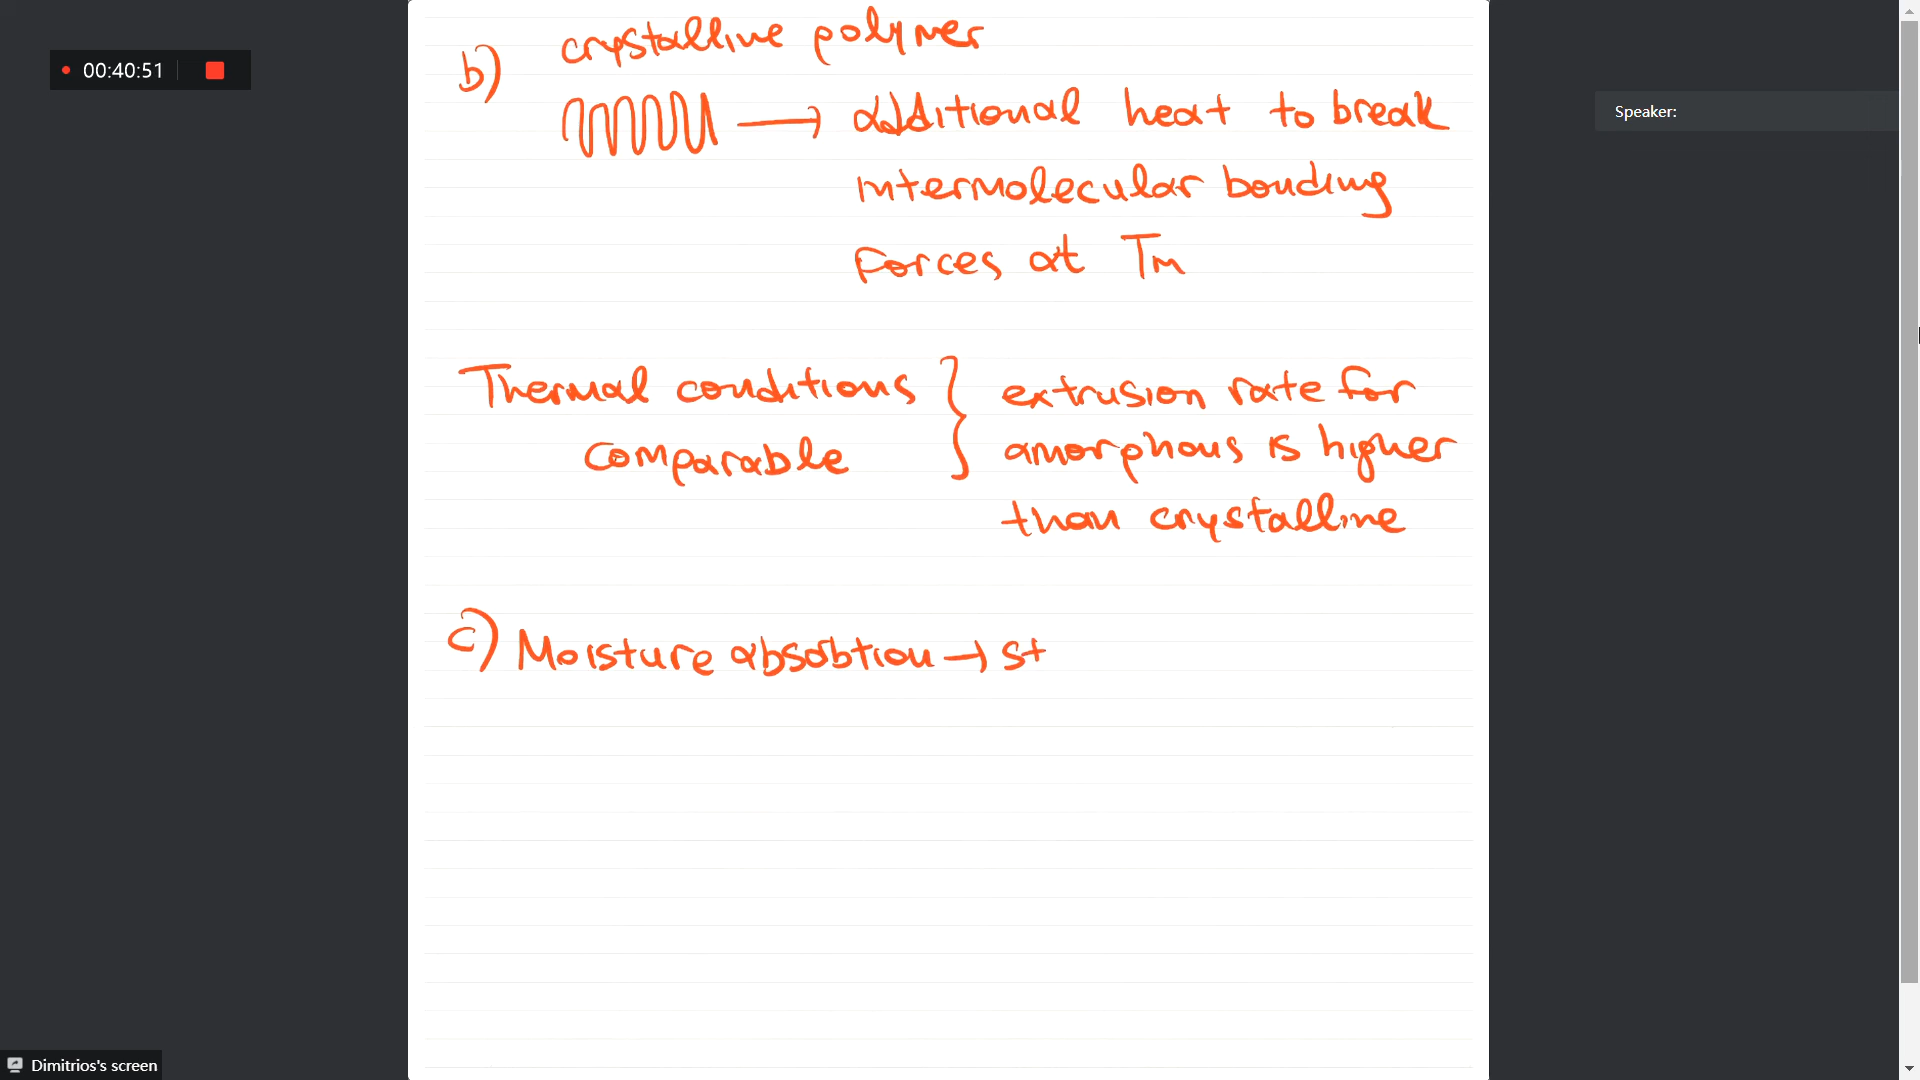 00:40:51
Speaker:
b) crystalline polymer
→ additional heat to break
intermolecular bonding
forces at Tm
Thermal conditions } extrusion rate for
comparable amorphous is higher
than crystalline
c) Moisture absobtion → st
Dimitrios's screen